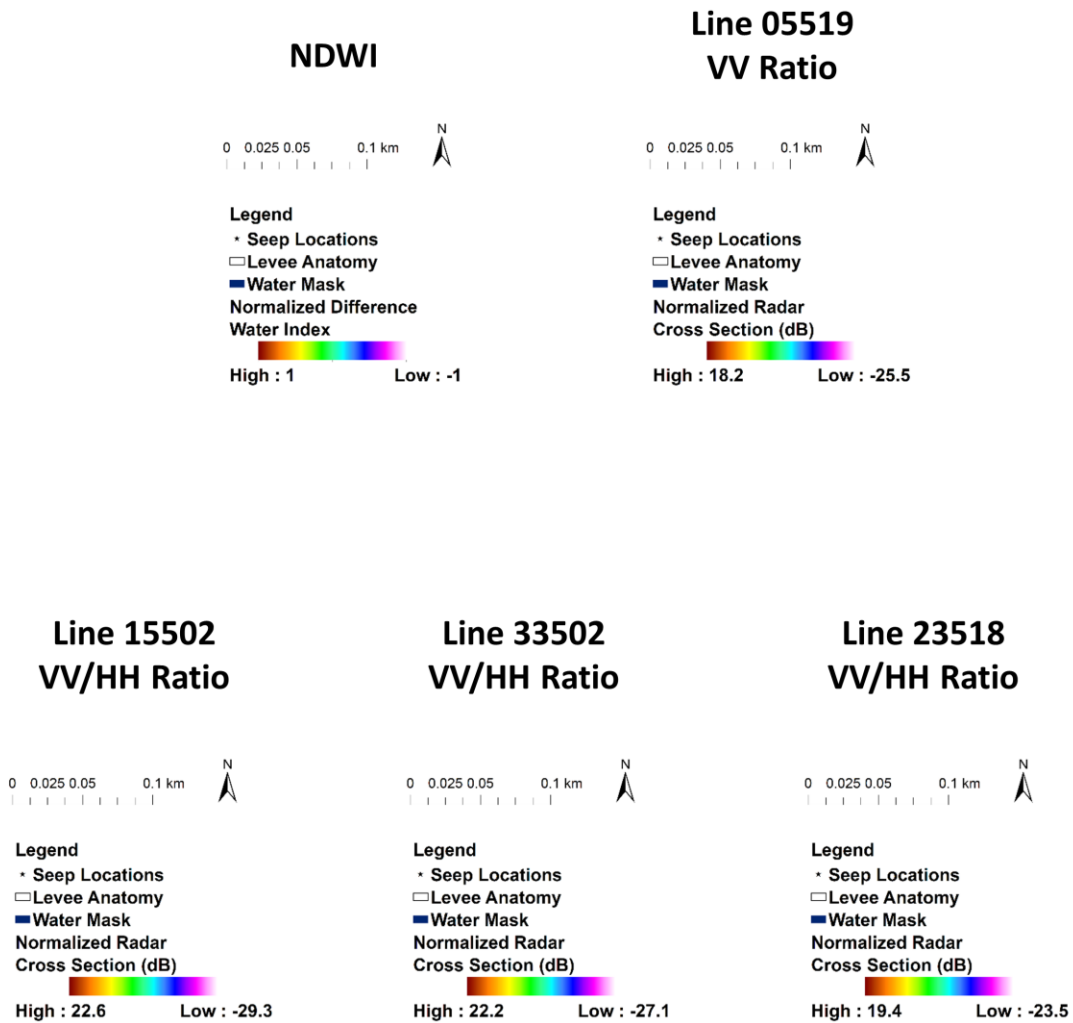 NDWI
N
0 0.025 0.05 0.1 km
Legend
Seep Locations
Levee Anatomy
Water Mask
Normalized Difference
Water Index
High : 1 Low : -1
Line 05519
VV Ratio
N
0 0.025 0.05 0.1 km
Legend
Seep Locations
Levee Anatomy
Water Mask
Normalized Radar
Cross Section (dB)
High : 18.2 Low : -25.5
Line 15502
VV/HH Ratio
N
0 0.025 0.05 0.1 km
Legend
Seep Locations
Levee Anatomy
Water Mask
Normalized Radar
Cross Section (dB)
High : 22.6 Low : -29.3
Line 33502
VV/HH Ratio
N
0 0.025 0.05 0.1 km
Legend
Seep Locations
Levee Anatomy
Water Mask
Normalized Radar
Cross Section (dB)
High : 22.2 Low : -27.1
Line 23518
VV/HH Ratio
N
0 0.025 0.05 0.1 km
Legend
Seep Locations
Levee Anatomy
Water Mask
Normalized Radar
Cross Section (dB)
High : 19.4 Low : -23.5